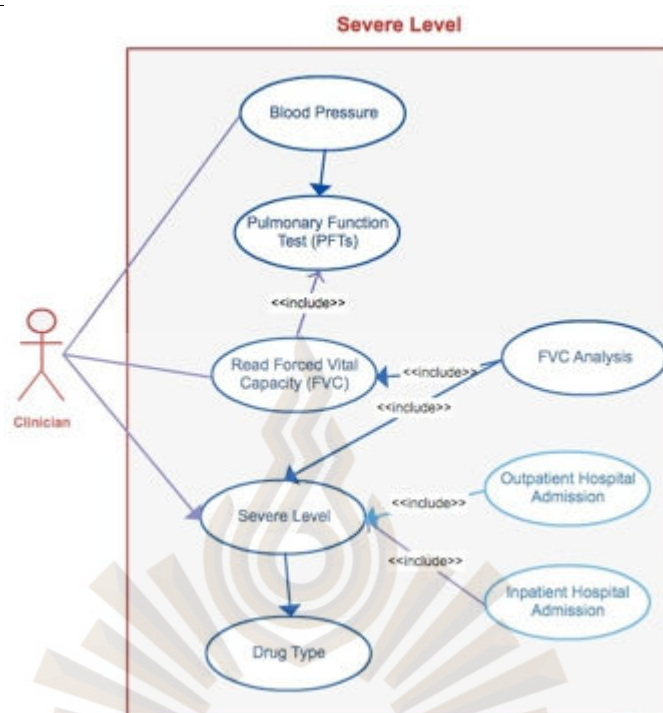 Severe Level
Blood Pressure
Pulmonary Function
Test (PFTs)
<<include>>
Read Forced Vital
Capacity (FVC)
<<include>>
FVC Analysis
<<include>>
Clinician
Severe Level
<<include>>
Outpatient Hospital
Admission
<<include>>
Inpatient Hospital
Admission
Drug Type